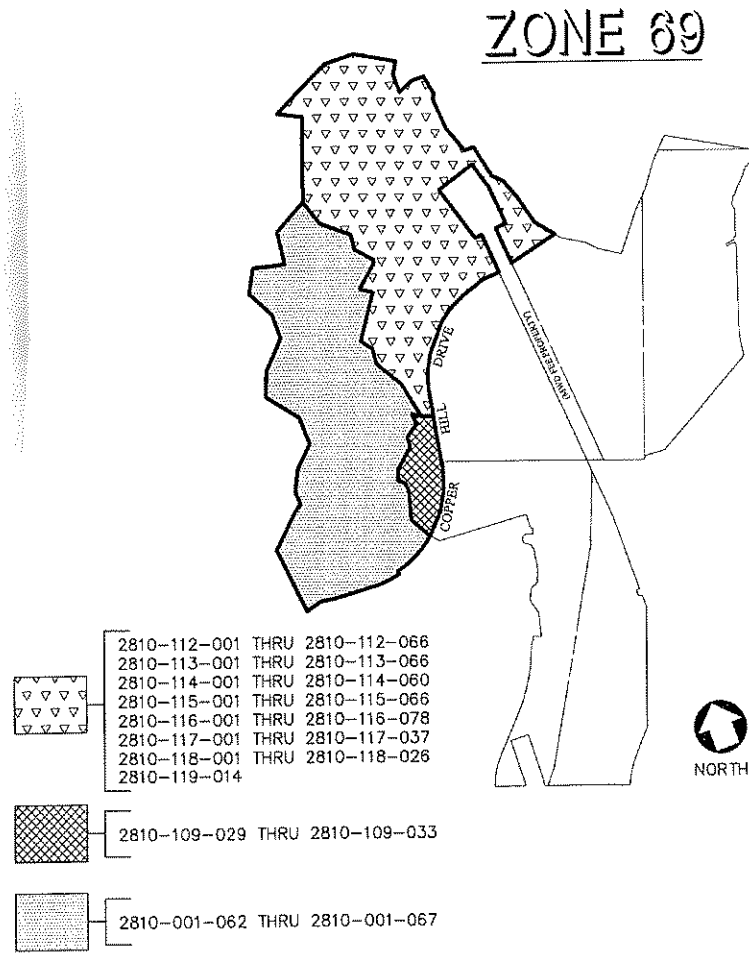 ZONE 69
(MWD FEE PROPERTY)
COPPER HILL DRIVE
2810-112-001 THRU 2810-112-066
2810-113-001 THRU 2810-113-066
2810-114-001 THRU 2810-114-060
2810-115-001 THRU 2810-115-066
2810-116-001 THRU 2810-116-078
2810-117-001 THRU 2810-117-037
2810-118-001 THRU 2810-118-026
2810-119-014
NORTH
2810-109-029 THRU 2810-109-033
2810-001-062 THRU 2810-001-067